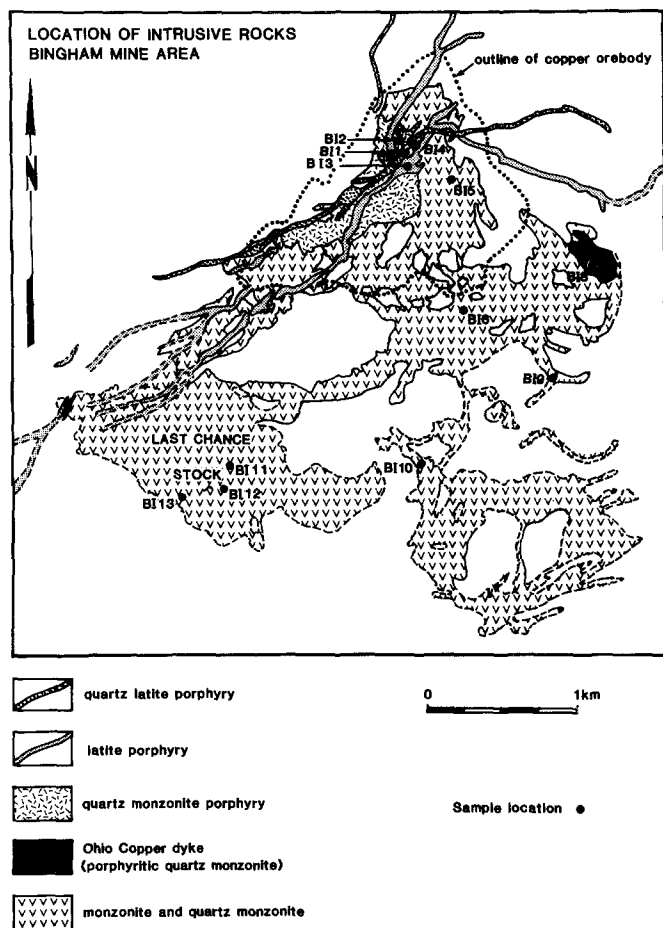 LOCATION OF INTRUSIVE ROCKS
BINGHAM MINE AREA
outline of copper orebody
N
BI2
BI1
BI3
BI4
BI5
BI6
BI9
LAST CHANCE
STOCK
BI11
BI12
BI13
BI10
quartz latite porphyry
0 1km
latite porphyry
quartz monzonite porphyry
Sample location
Ohio Copper dyke
(porphyritic quartz monzonite)
monzonite and quartz monzonite